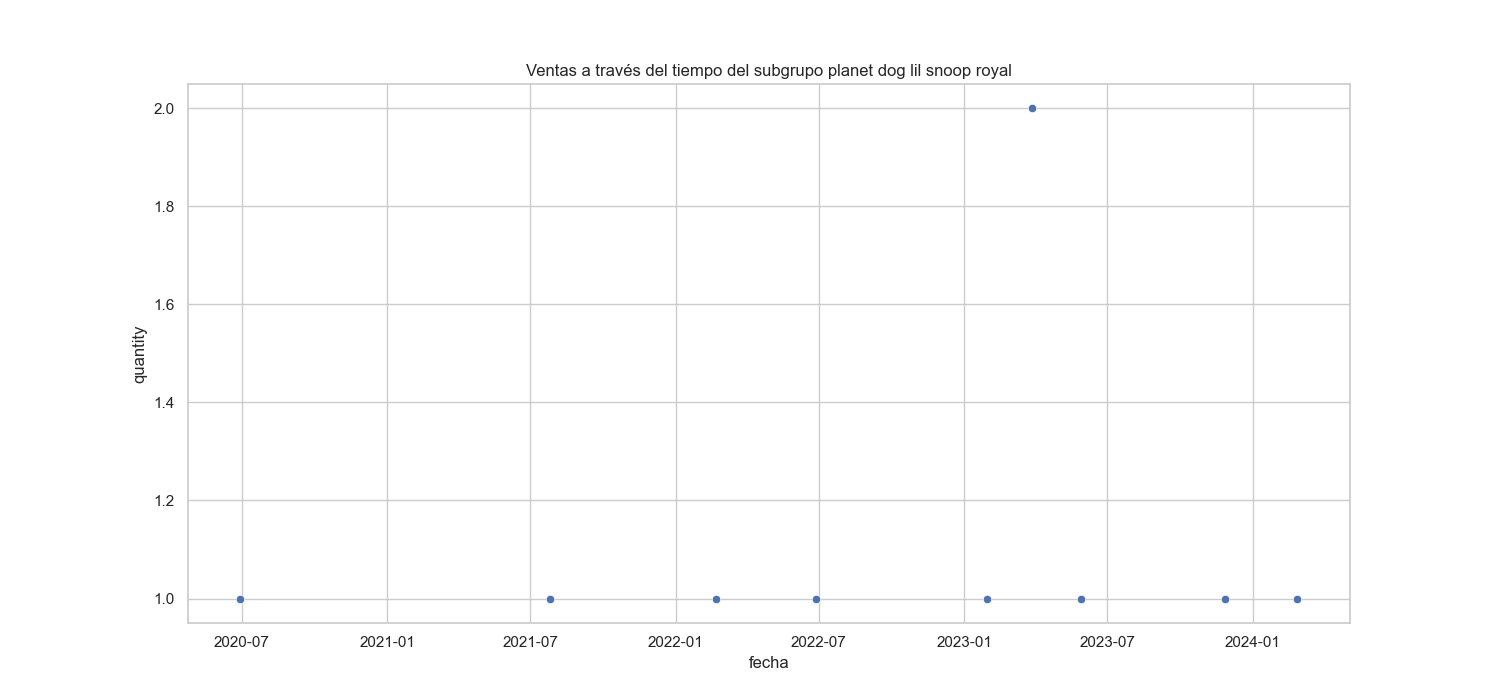 Ventas a través del tiempo del subgrupo planet dog lil snoop royal
2.0
1.8
1.6
1.4
1.2
1.0
quantity
2020-07 2021-01 2021-07 2022-01 2022-07 2023-01 2023-07 2024-01
fecha